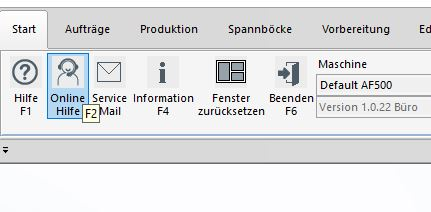 Start Aufträge Produktion Spannböcke Vorbereitung Ed
Hilfe F1
Online Hilfe F2
Service Mail
Information F4
Fenster zurücksetzen
Beenden F6
Maschine
Default AF500
Version 1.0.22 Büro